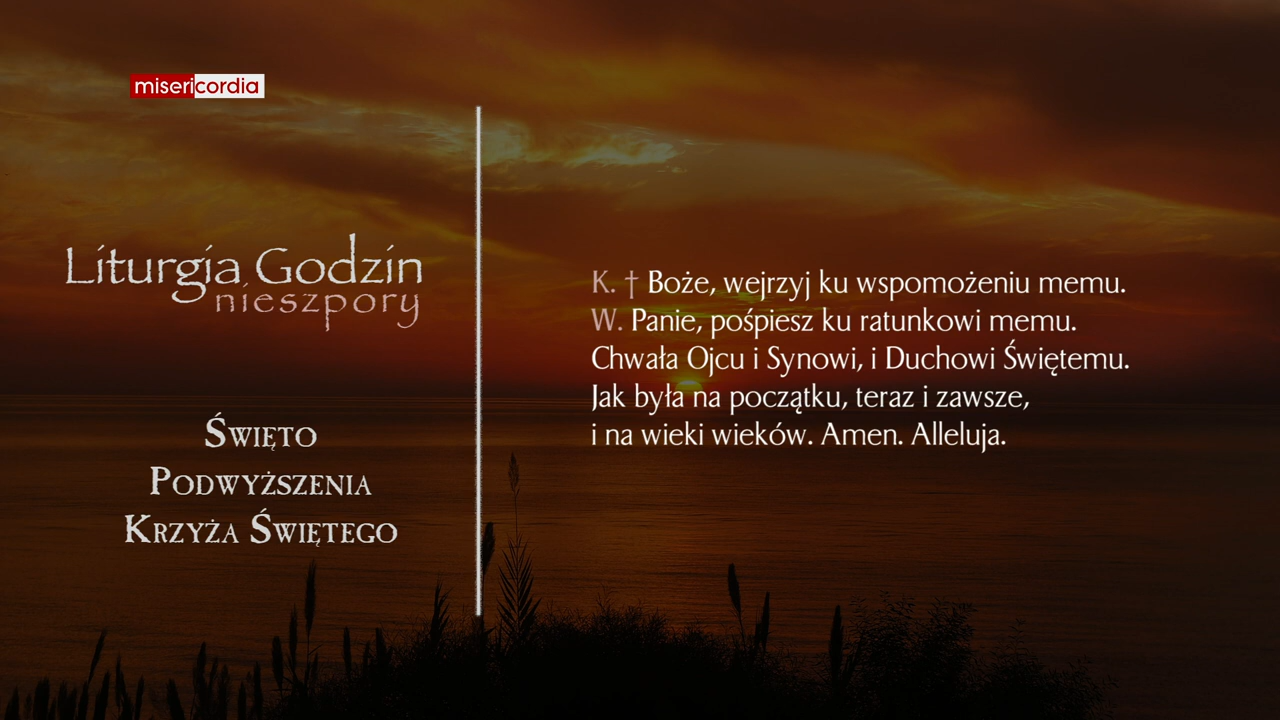 misericordia
Liturgia Godzin
nieszpory
Święto
Podwyższenia
Krzyża Świętego
K. † Boże, wejrzyj ku wspomożeniu memu.
W. Panie, pośpiesz ku ratunkowi memu.
Chwała Ojcu i Synowi, i Duchowi Świętemu.
Jak była na początku, teraz i zawsze,
i na wieki wieków. Amen. Alleluja.